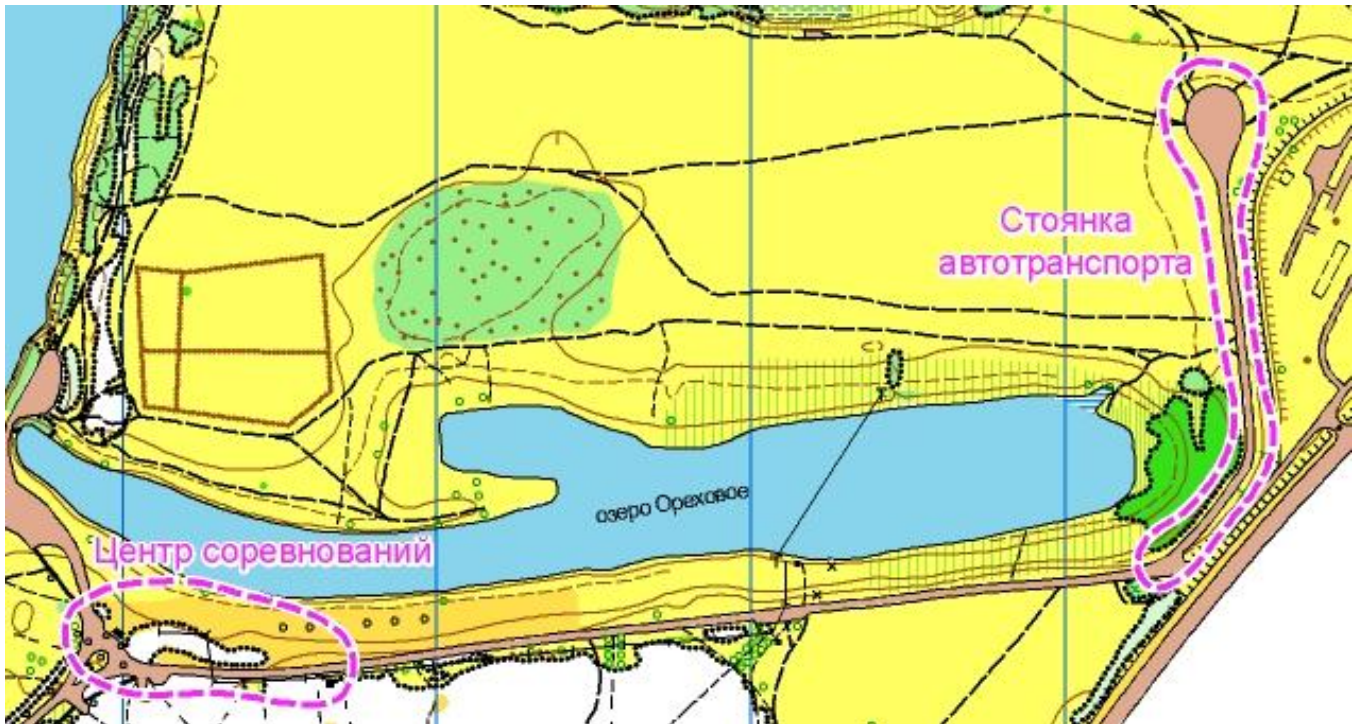 Стоянка
автотранспорта
озеро Ореховое
Центр соревнований